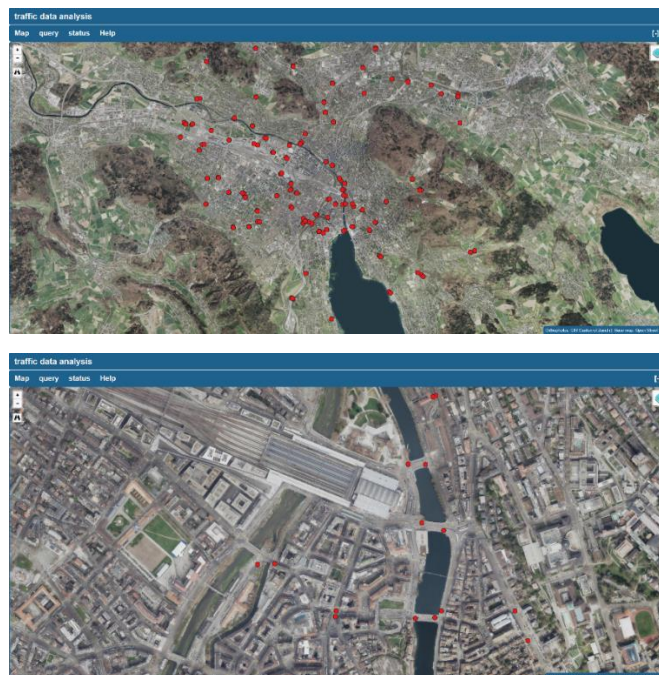 traffic data analysis
Map query status Help [-]
+
-
traffic data analysis
Map query status Help
+
-